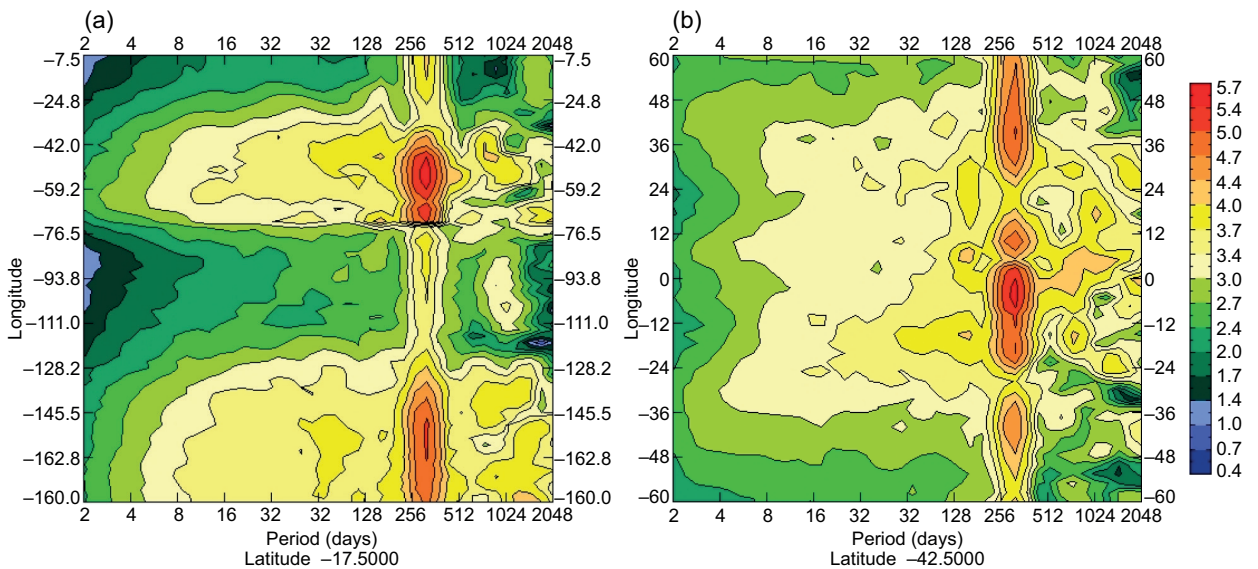 (a)
(b)
2 4 8 16 32 32 128 256 512 1024 2048
2 4 8 16 32 32 128 256 512 1024 2048
–7.5 –7.5 60 60
–24.8 –24.8 48 48
–42.0 –42.0 36 36
–59.2 –59.2 24 24
–76.5 –76.5 12 12
–93.8 –93.8 0 0
–111.0 –111.0 –12 –12
–128.2 –128.2 –24 –24
–145.5 –145.5 –36 –36
–162.8 –162.8 –48 –48
–160.0 –160.0 –60 –60
Longitude
Longitude
2 4 8 16 32 32 128 256 512 1024 2048
2 4 8 16 32 32 128 256 512 1024 2048
Period (days)
Latitude –17.5000
Period (days)
Latitude –42.5000
5.7
5.4
5.0
4.7
4.4
4.0
3.7
3.4
3.0
2.7
2.4
2.0
1.7
1.4
1.0
0.8
0.4